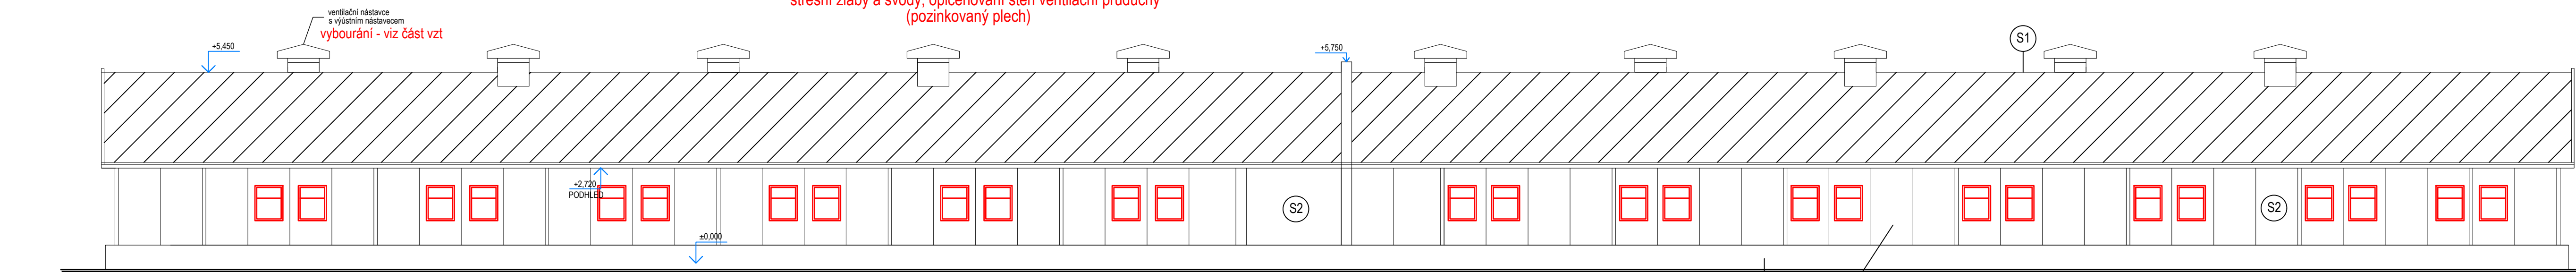 střešní žlaby a svody, oplechování stěn ventilační průduchy
(pozinkovaný plech)
ventilační nástavce
s výústním nástavecem
vybourání - viz část vzt
+5,450
+5,750
S1
+2,720
PODHLED
S2
S2
±0,000